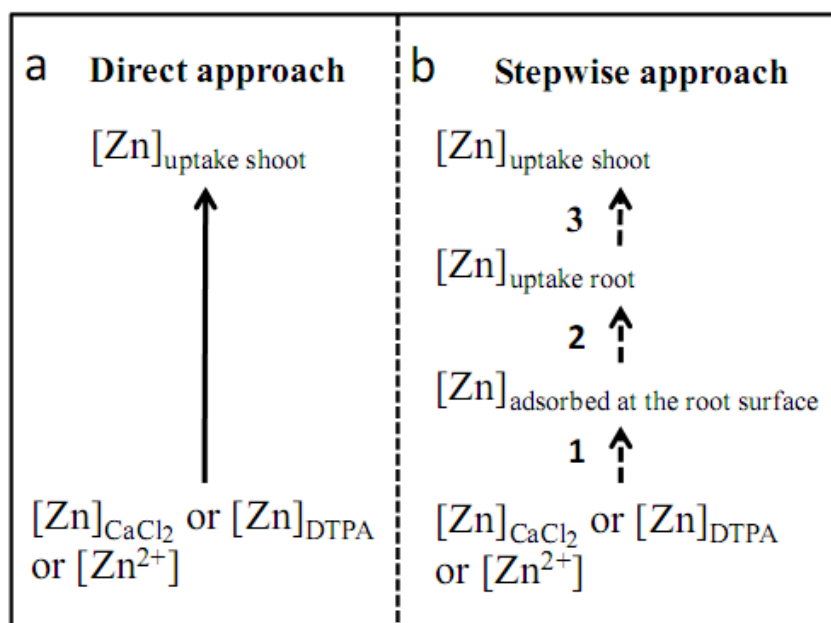 a Direct approach
[Zn]uptake shoot
[Zn]CaCl2 or [Zn]DTPA
or [Zn2+]
b Stepwise approach
[Zn]uptake shoot
3
[Zn]uptake root
2
[Zn]adsorbed at the root surface
1
[Zn]CaCl2 or [Zn]DTPA
or [Zn2+]